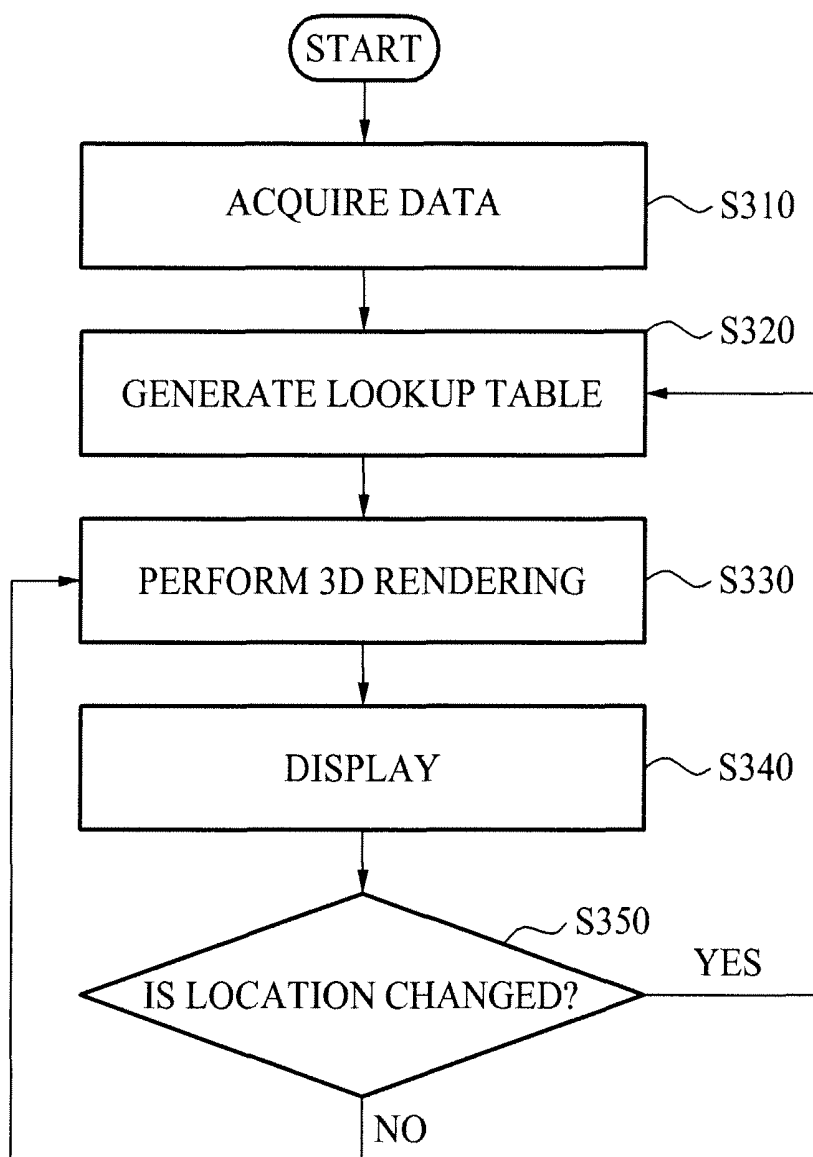 START
ACQUIRE DATA
S310
S320
GENERATE LOOKUP TABLE
PERFORM 3D RENDERING
S330
DISPLAY
S340
S350
IS LOCATION CHANGED?
YES
NO